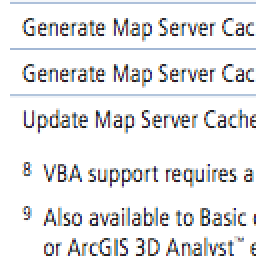 Generate Map Server Cac
Generate Map Server Cac
Update Map Server Cache
8 VBA support requires a
9 Also available to Basic
or ArcGIS 3D Analyst™ e